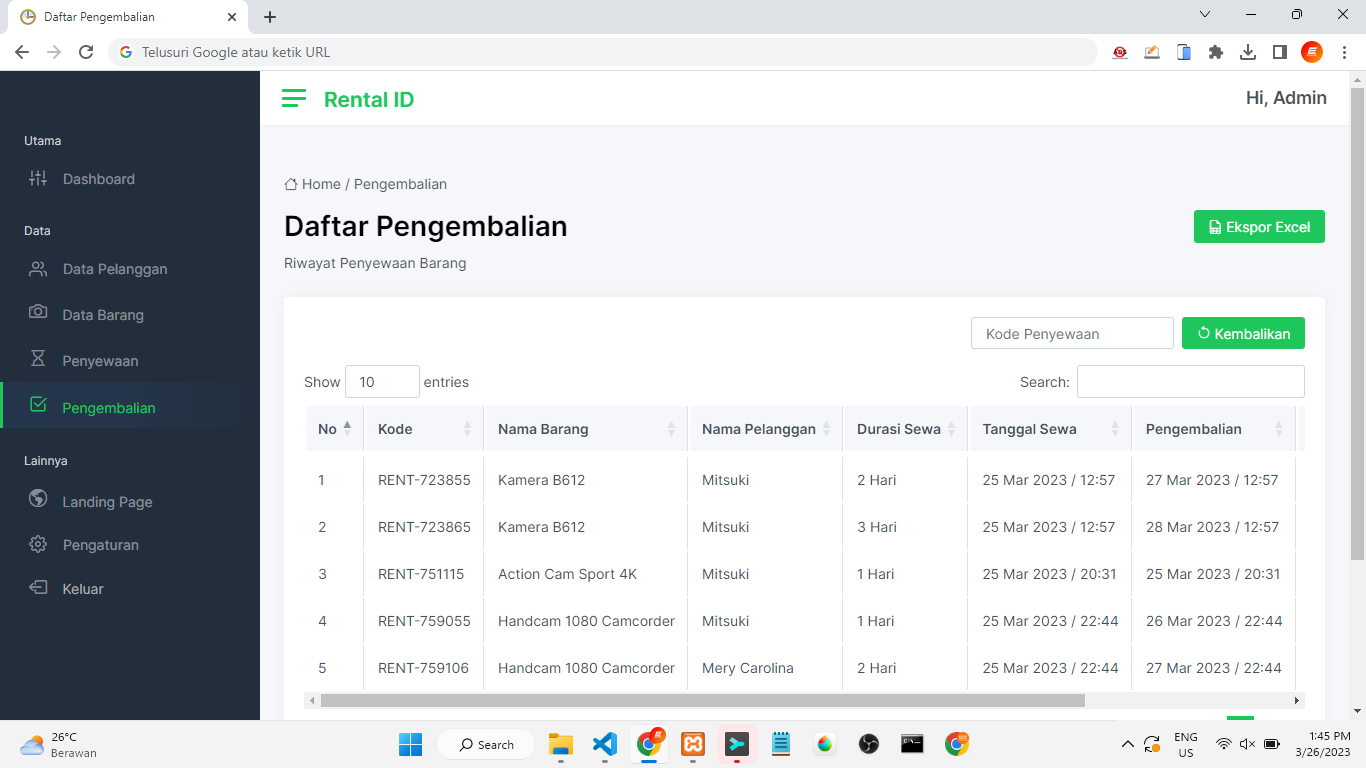 Daftar Pengembalian
Telusuri Google atau ketik URL
Rental ID
Hi, Admin
Utama
Dashboard
Data
Data Pelanggan
Data Barang
Penyewaan
Pengembalian
Lainnya
Landing Page
Pengaturan
Keluar
Home / Pengembalian
Daftar Pengembalian
Ekspor Excel
Riwayat Penyewaan Barang
Kode Penyewaan
Kembalikan
Show 10 entries
Search:
No Kode Nama Barang Nama Pelanggan Durasi Sewa Tanggal Sewa Pengembalian
1 RENT-723855 Kamera B612 Mitsuki 2 Hari 25 Mar 2023 / 12:57 27 Mar 2023 / 12:57
2 RENT-723865 Kamera B612 Mitsuki 3 Hari 25 Mar 2023 / 12:57 28 Mar 2023 / 12:57
3 RENT-751115 Action Cam Sport 4K Mitsuki 1 Hari 25 Mar 2023 / 20:31 25 Mar 2023 / 20:31
4 RENT-759055 Handcam 1080 Camcorder Mitsuki 1 Hari 25 Mar 2023 / 22:44 26 Mar 2023 / 22:44
5 RENT-759106 Handcam 1080 Camcorder Mery Carolina 2 Hari 25 Mar 2023 / 22:44 27 Mar 2023 / 22:44
26°C
Berawan
Search
ENG
US
1:45 PM
3/26/2023